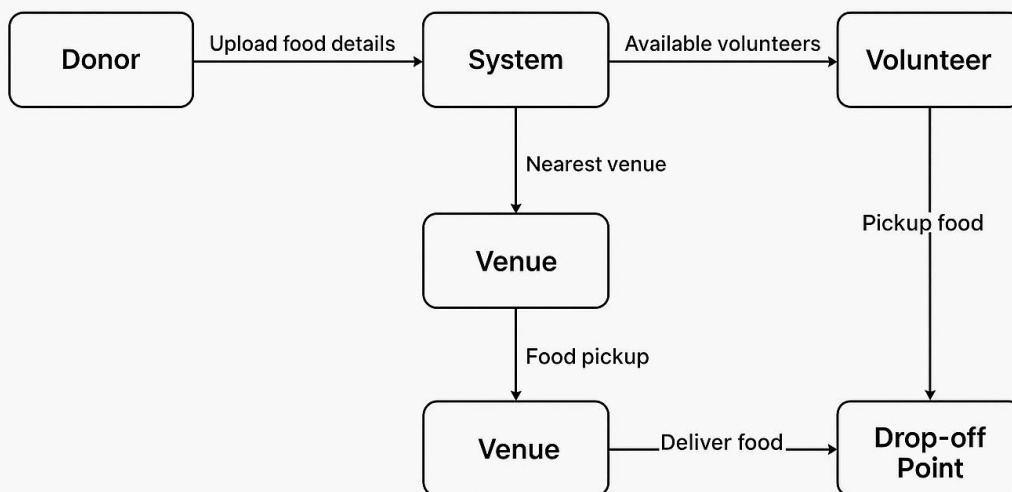 Donor
Upload food details
System
Available volunteers
Volunteer
Nearest venue
Venue
Pickup food
Food pickup
Venue
Deliver food
Drop-off
Point